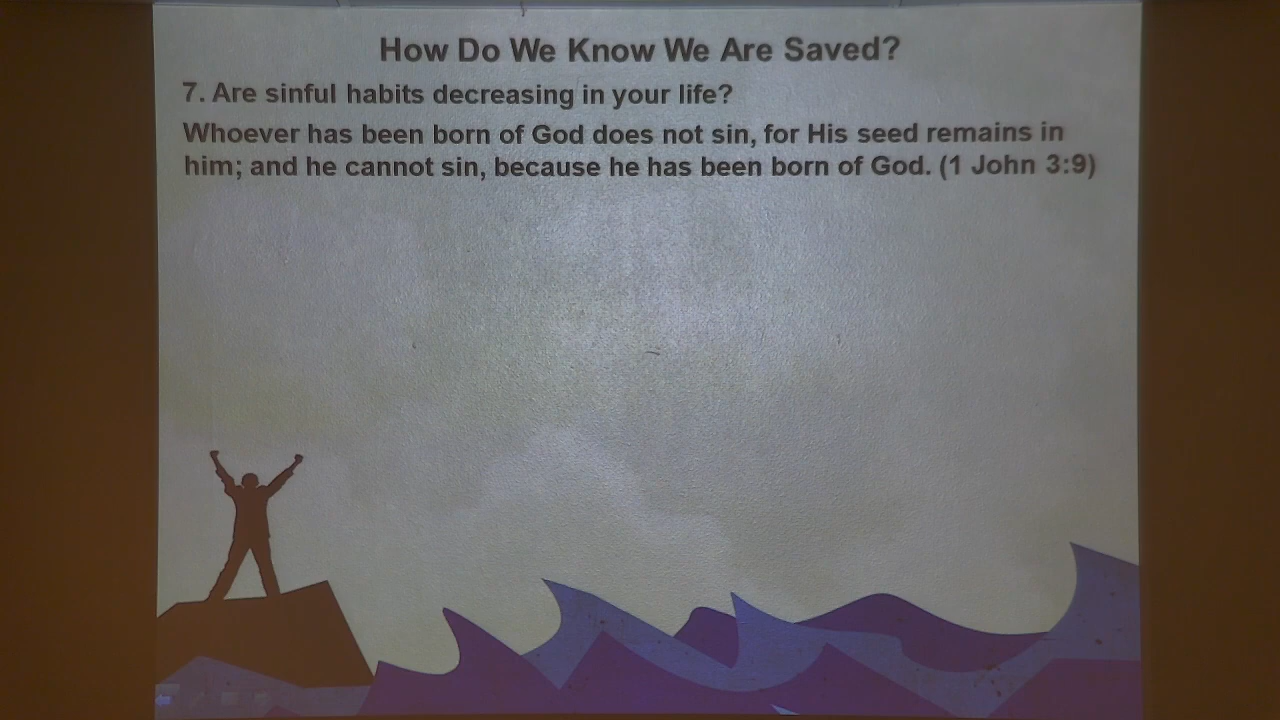 How Do We Know We Are Saved?
7. Are sinful habits decreasing in your life?
Whoever has been born of God does not sin, for His seed remains in
him; and he cannot sin, because he has been born of God. (1 John 3:9)